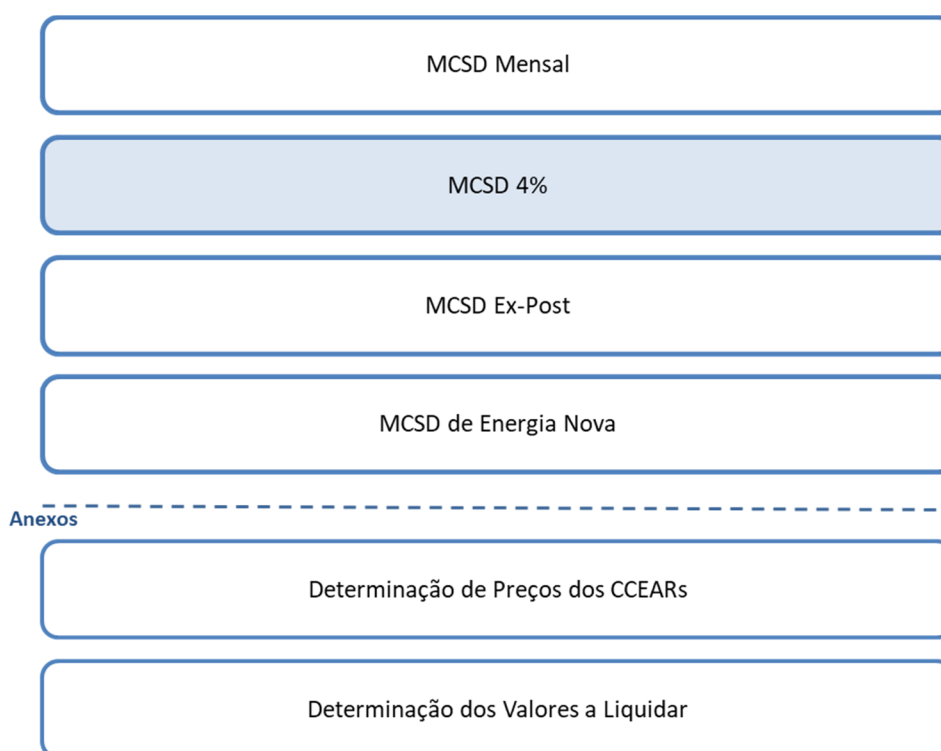 MCSD Mensal
MCSD 4%
MCSD Ex-Post
MCSD de Energia Nova
Anexos
Determinação de Preços dos CCEARs
Determinação dos Valores a Liquidar